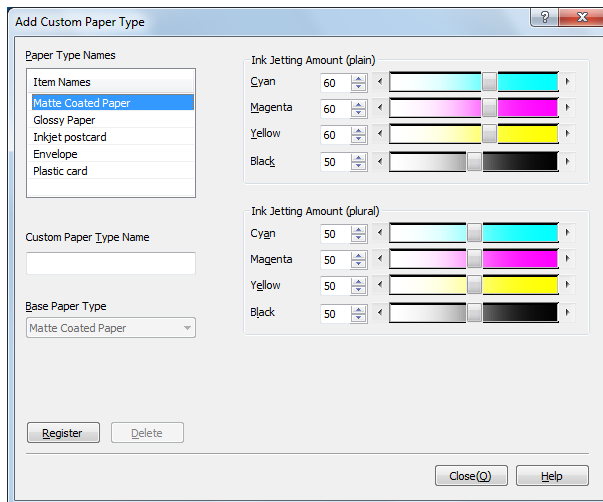 Add Custom Paper Type
?
Paper Type Names
Item Names
Matte Coated Paper
Glossy Paper
Inkjet postcard
Envelope
Plastic card
Custom Paper Type Name
Base Paper Type
Matte Coated Paper
Register Delete
Ink Jetting Amount (plain)
Cyan 60
Magenta 60
Yellow 60
Black 50
Ink Jetting Amount (plural)
Cyan 50
Magenta 50
Yellow 50
Black 50
Close(Q) Help